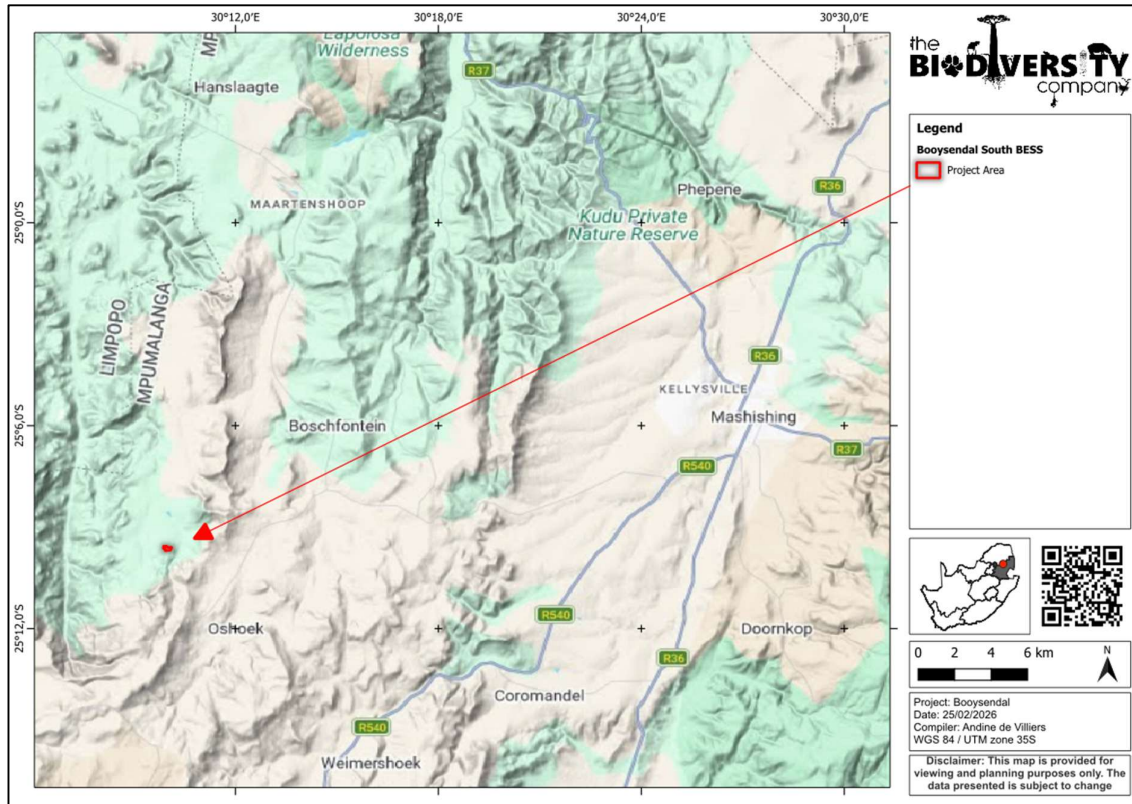 30°12,0'E
30°18,0'E
30°24,0'E
30°30,0'E
25°0,0'S
25°6,0'S
25°12,0'S
Wilderness
Hanslaagte
R37
MAARTENSHOOP
Phepene
R36
Kudu Private
Nature Reserve
LIMPOPO
MPUMALANGA
R36
KELLYSVILLE
Mashishing
Boschfontein
R37
R540
R540
Oshoek
Doornkop
R36
Coromandel
R540
Weimershoek
the
BIODIVERSITY
company
Legend
Booysendal South BESS
Project Area
0 2 4 6 km
N
Project: Booysendal
Date: 25/02/2026
Compiler: Andine de Villiers
WGS 84 / UTM zone 35S
Disclaimer: This map is provided for
viewing and planning purposes only. The
data presented is subject to change